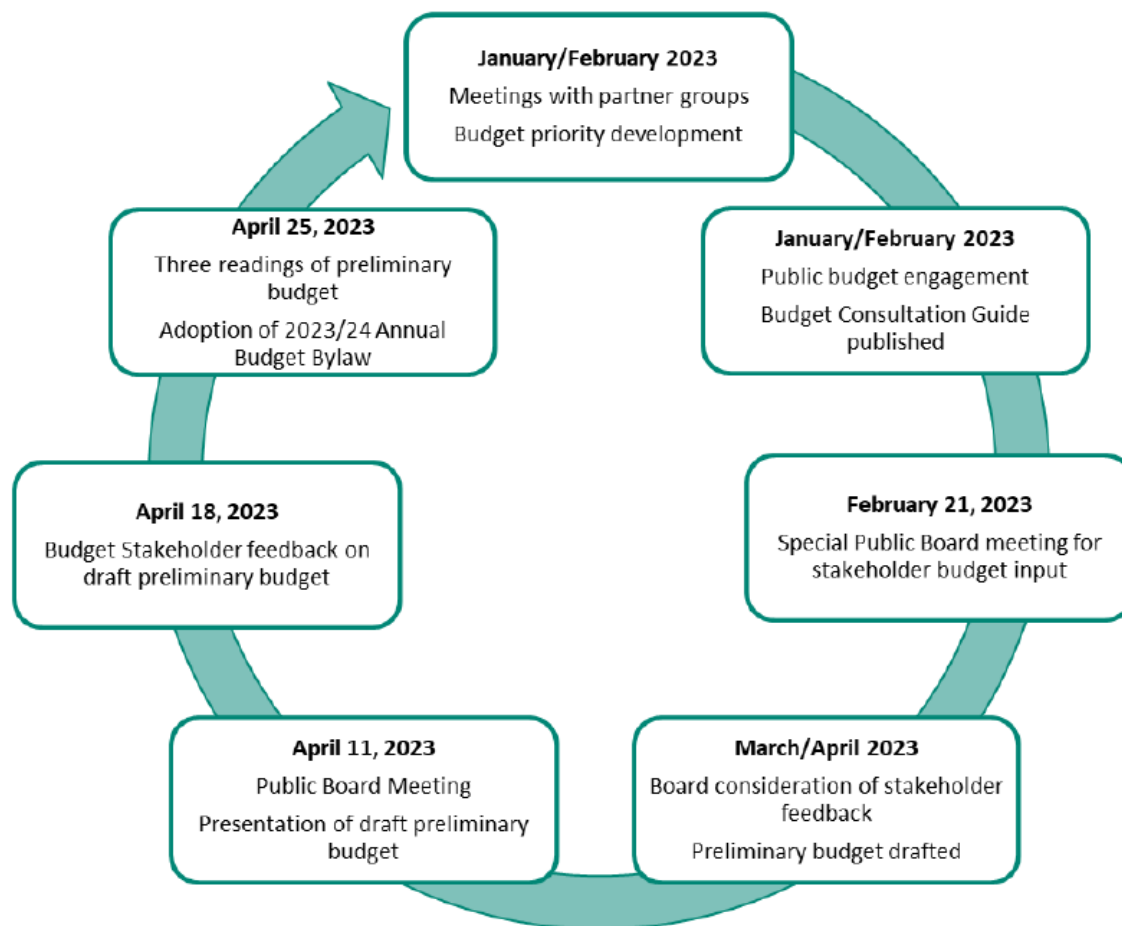 January/February 2023
Meetings with partner groups
Budget priority development
January/February 2023
Public budget engagement
Budget Consultation Guide
published
February 21, 2023
Special Public Board meeting for
stakeholder budget input
March/April 2023
Board consideration of stakeholder
feedback
Preliminary budget drafted
April 11, 2023
Public Board Meeting
Presentation of draft preliminary
budget
April 18, 2023
Budget Stakeholder feedback on
draft preliminary budget
April 25, 2023
Three readings of preliminary
budget
Adoption of 2023/24 Annual
Budget Bylaw